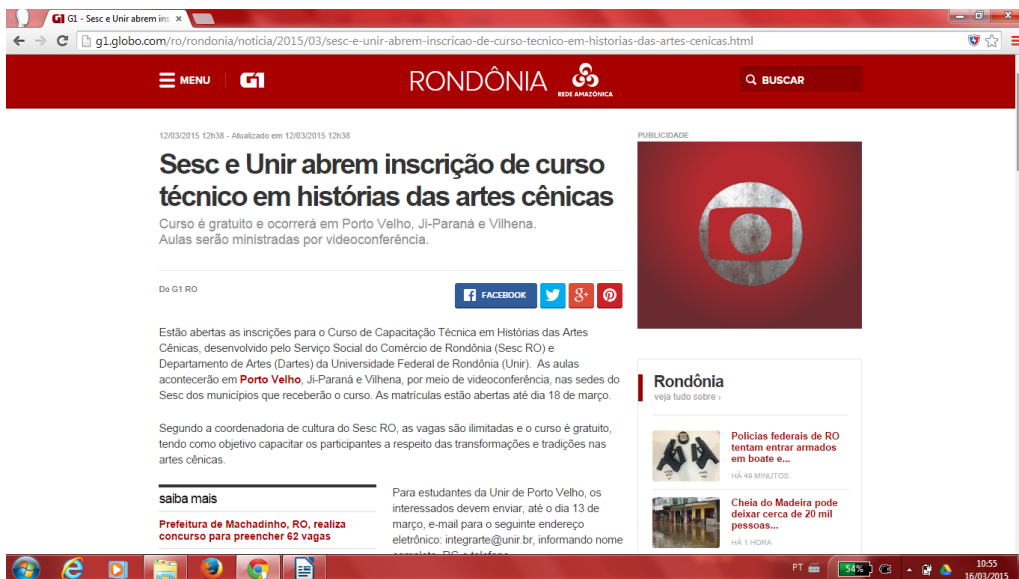 G1 - Sesc e Unir abrem ins
g1.globo.com/ro/rondonia/noticia/2015/03/sesc-e-unir-abrem-inscricao-de-curso-tecnico-em-historias-das-artes-cenicas.html
MENU
G1
RONDÔNIA
REDE AMAZÔNICA
BUSCAR
12/03/2015 12h38 - Atualizado em 12/03/2015 12h38
Sesc e Unir abrem inscrição de curso
técnico em histórias das artes cênicas
Curso é gratuito e ocorrerá em Porto Velho, Ji-Paraná e Vilhena.
Aulas serão ministradas por videoconferência.
Do G1 RO
FACEBOOK
Estão abertas as inscrições para o Curso de Capacitação Técnica em Histórias das Artes
Cênicas, desenvolvido pelo Serviço Social do Comércio de Rondônia (Sesc RO) e
Departamento de Artes (Dartes) da Universidade Federal de Rondônia (Unir). As aulas
acontecerão em Porto Velho, Ji-Paraná e Vilhena, por meio de videoconferência, nas sedes do
Sesc dos municípios que receberão o curso. As matrículas estão abertas até dia 18 de março.
Segundo a coordenadoria de cultura do Sesc RO, as vagas são ilimitadas e o curso é gratuito,
tendo como objetivo capacitar os participantes a respeito das transformações e tradições nas
artes cênicas.
saiba mais
Prefeitura de Machadinho, RO, realiza
concurso para preencher 62 vagas
Para estudantes da Unir de Porto Velho, os
interessados devem enviar, até o dia 13 de
março, e-mail para o seguinte endereço
eletrônico: integrarte@unir.br, informando nome
completo, RG e telefone
PUBLICIDADE
Rondônia
veja tudo sobre ›
Policias federais de RO
tentam entrar armados
em boate e...
HÁ 49 MINUTOS
Cheia do Madeira pode
deixar cerca de 20 mil
pessoas...
HÁ 1 HORA
PT
54%
10:55
16/03/2015